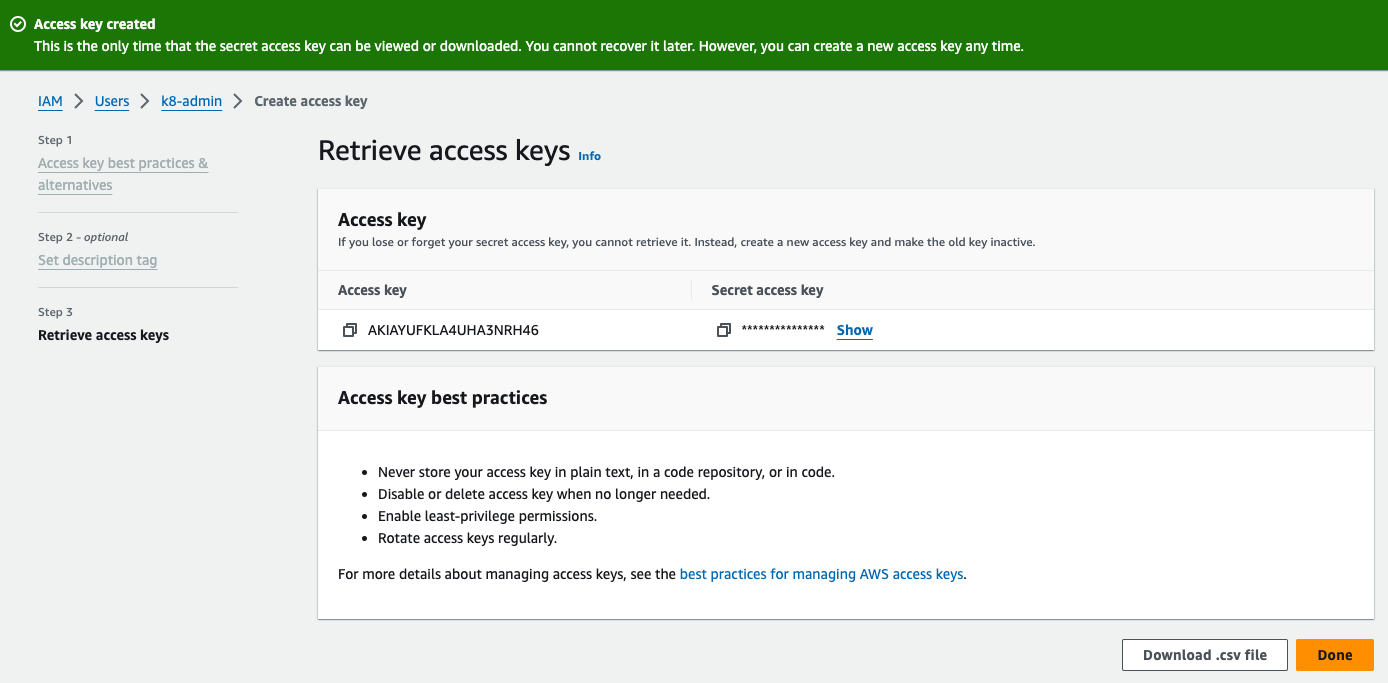 Access key created
This is the only time that the secret access key can be viewed or downloaded. You cannot recover it later. However, you can create a new access key any time.
IAM > Users > k8-admin > Create access key
Step 1
Access key best practices &
alternatives
Step 2 - optional
Set description tag
Step 3
Retrieve access keys
Retrieve access keys Info
Access key
If you lose or forget your secret access key, you cannot retrieve it. Instead, create a new access key and make the old key inactive.
Access key Secret access key
AKIAYUFKLA4UHA3NRH46 *************** Show
Access key best practices
• Never store your access key in plain text, in a code repository, or in code.
• Disable or delete access key when no longer needed.
• Enable least-privilege permissions.
• Rotate access keys regularly.
For more details about managing access keys, see the best practices for managing AWS access keys.
Download .csv file Done